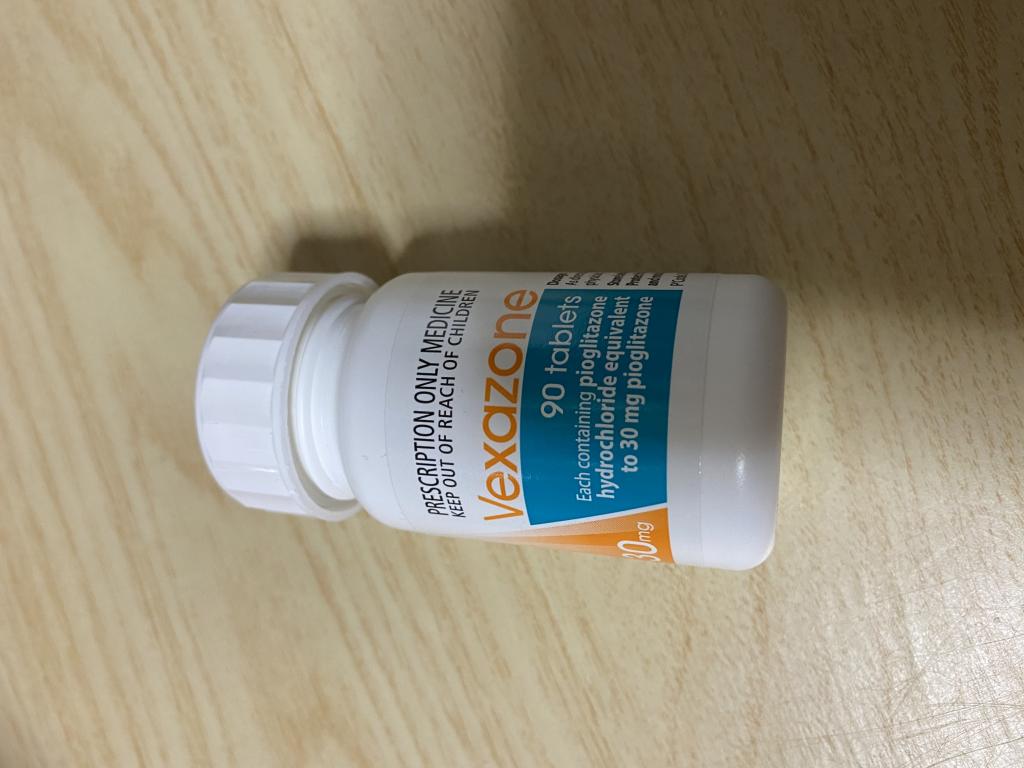 PRESCRIPTION ONLY MEDICINE
KEEP OUT OF REACH OF CHILDREN
Vexazone
90 tablets
Each containing pioglitazone
hydrochloride equivalent
to 30 mg pioglitazone
30mg